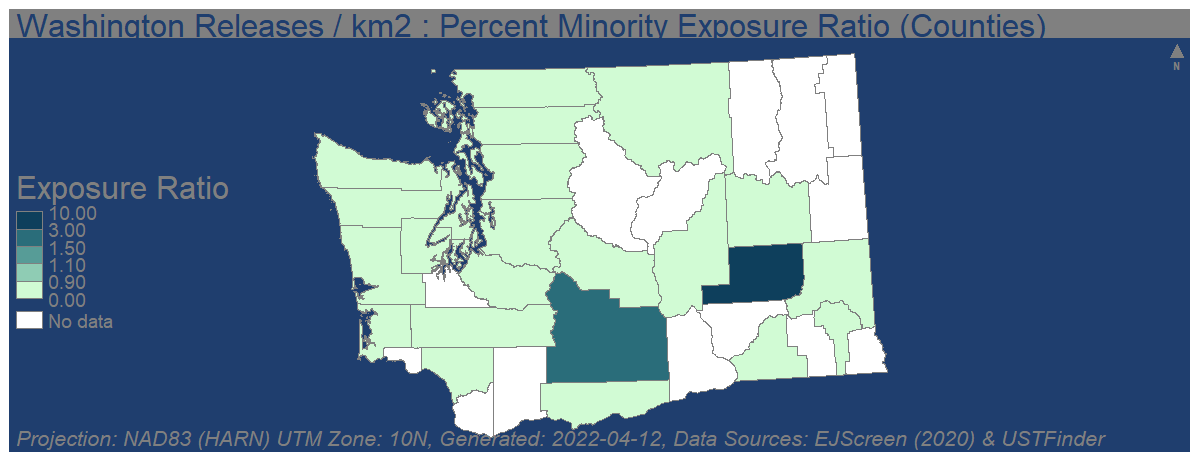 Washington Releases / km2 : Percent Minority Exposure Ratio (Counties)
N
Exposure Ratio
10.00
3.00
1.50
1.10
0.90
0.00
No data
Projection: NAD83 (HARN) UTM Zone: 10N, Generated: 2022-04-12, Data Sources: EJScreen (2020) & USTFinder